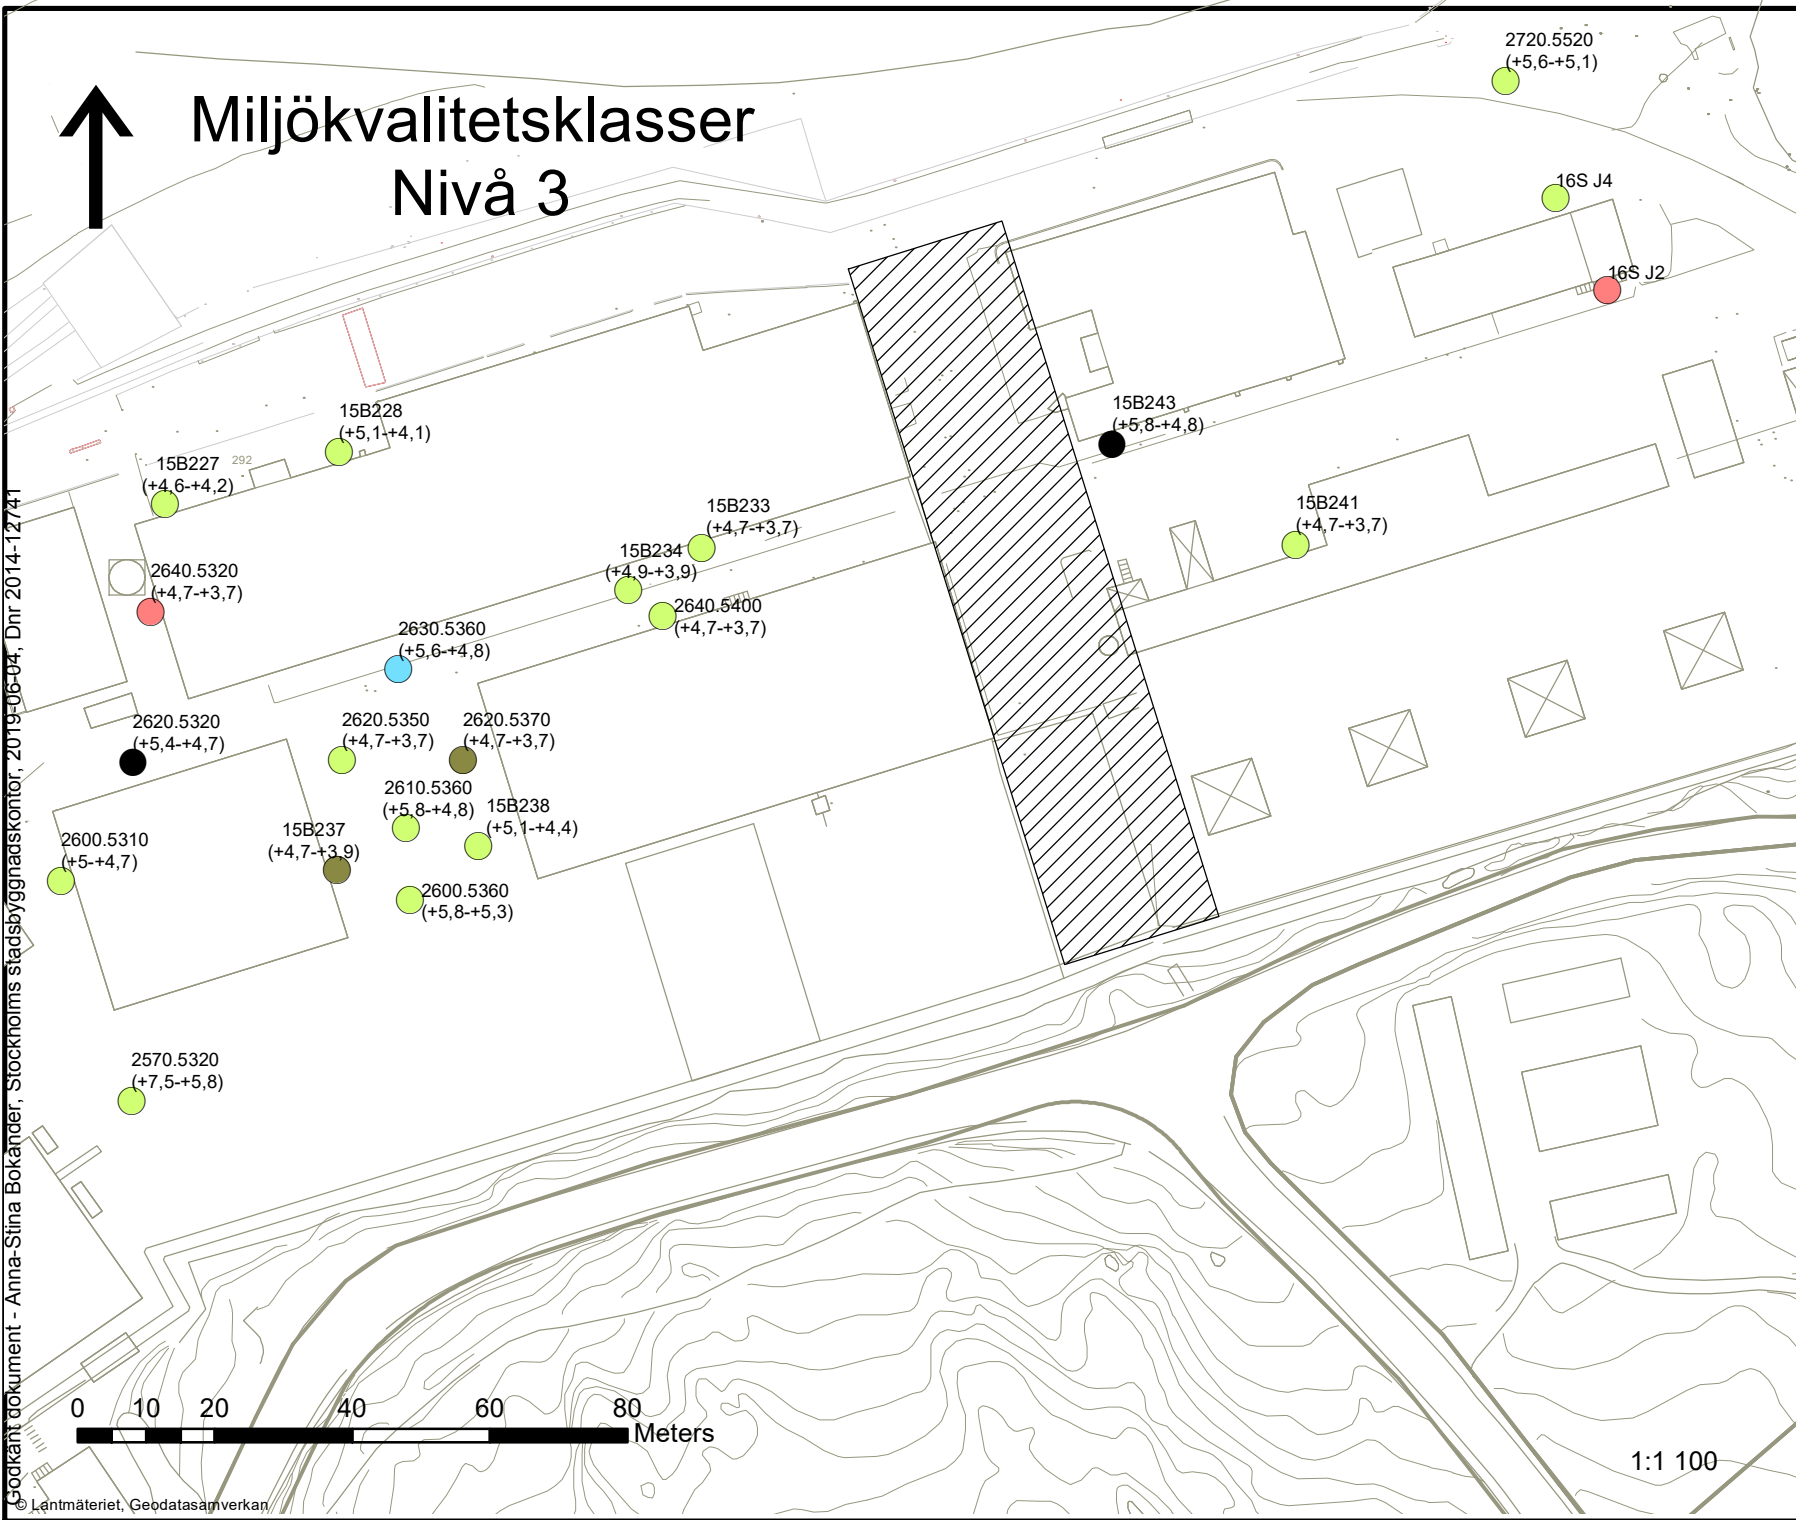 Miljökvalitetsklasser
Nivå 3
2720.5520
(+5,6-+5,1)
16S J4
16S J2
15B228
(+5,1-+4,1)
15B243
(+5,8-+4,8)
15B227
(+4,6-+4,2)
292
15B233
(+4,7-+3,7)
15B241
(+4,7-+3,7)
15B234
(+4,9-+3,9)
2640.5320
(+4,7-+3,7)
2640.5400
(+4,7-+3,7)
2630.5360
(+5,6-+4,8)
2620.5320
(+5,4-+4,7)
2620.5350
(+4,7-+3,7)
2620.5370
(+4,7-+3,7)
2610.5360
(+5,8-+4,8)
15B238
(+5,1-+4,4)
15B237
(+4,7-+3,9)
2600.5310
(+5-+4,7)
2600.5360
(+5,8-+5,3)
2570.5320
(+7,5-+5,8)
Godkänt dokument - Anna-Stina Bokander, Stockholms stadsbyggnadskontor, 2019-06-04, Dnr 2014-12741
0 10 20 40 60 80
Meters
1:1 100
© Lantmäteriet, Geodatasamverkan